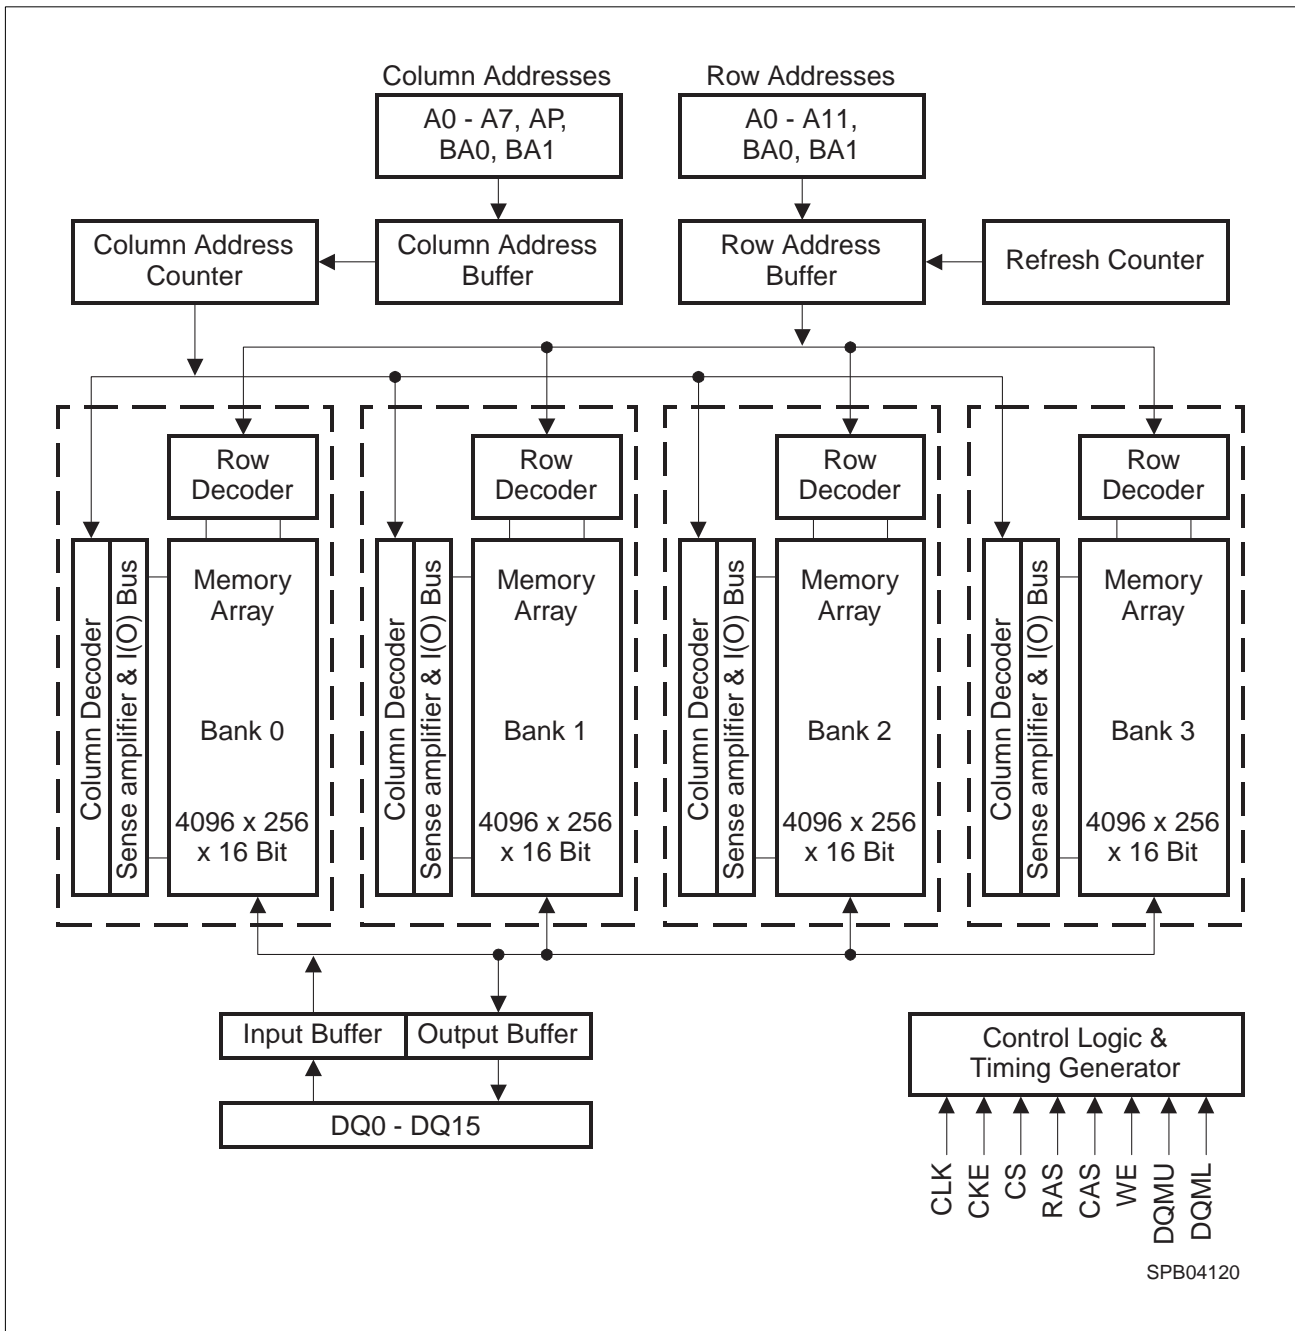 Column Addresses
Row Addresses
A0 - A7, AP,
BA0, BA1
A0 - A11,
BA0, BA1
Column Address
Counter
Column Address
Buffer
Row Address
Buffer
Refresh Counter
Row
Decoder
Row
Decoder
Row
Decoder
Row
Decoder
Column Decoder
Sense amplifier & I(O) Bus
Memory
Array
Bank 0
4096 x 256
x 16 Bit
Column Decoder
Sense amplifier & I(O) Bus
Memory
Array
Bank 1
4096 x 256
x 16 Bit
Column Decoder
Sense amplifier & I(O) Bus
Memory
Array
Bank 2
4096 x 256
x 16 Bit
Column Decoder
Sense amplifier & I(O) Bus
Memory
Array
Bank 3
4096 x 256
x 16 Bit
Input Buffer
Output Buffer
DQ0 - DQ15
Control Logic &
Timing Generator
CLK
CKE
CS
RAS
CAS
WE
DQMU
DQML
SPB04120